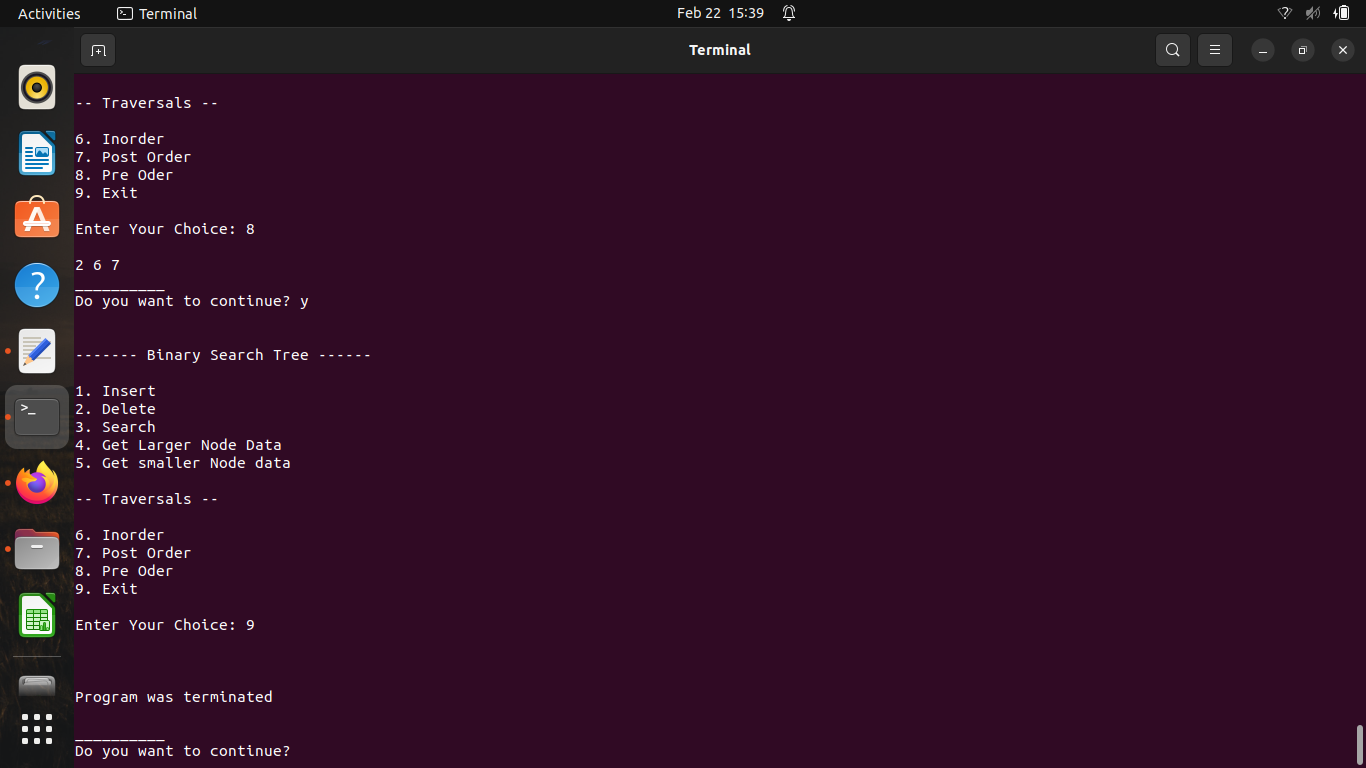 Activities
Terminal
Feb 22 15:39
Terminal
-- Traversals --
6. Inorder
7. Post Order
8. Pre Oder
9. Exit
Enter Your Choice: 8
2 6 7
__________
Do you want to continue? y
------- Binary Search Tree ------
1. Insert
2. Delete
3. Search
4. Get Larger Node Data
5. Get smaller Node data
-- Traversals --
6. Inorder
7. Post Order
8. Pre Oder
9. Exit
Enter Your Choice: 9
Program was terminated
__________
Do you want to continue?